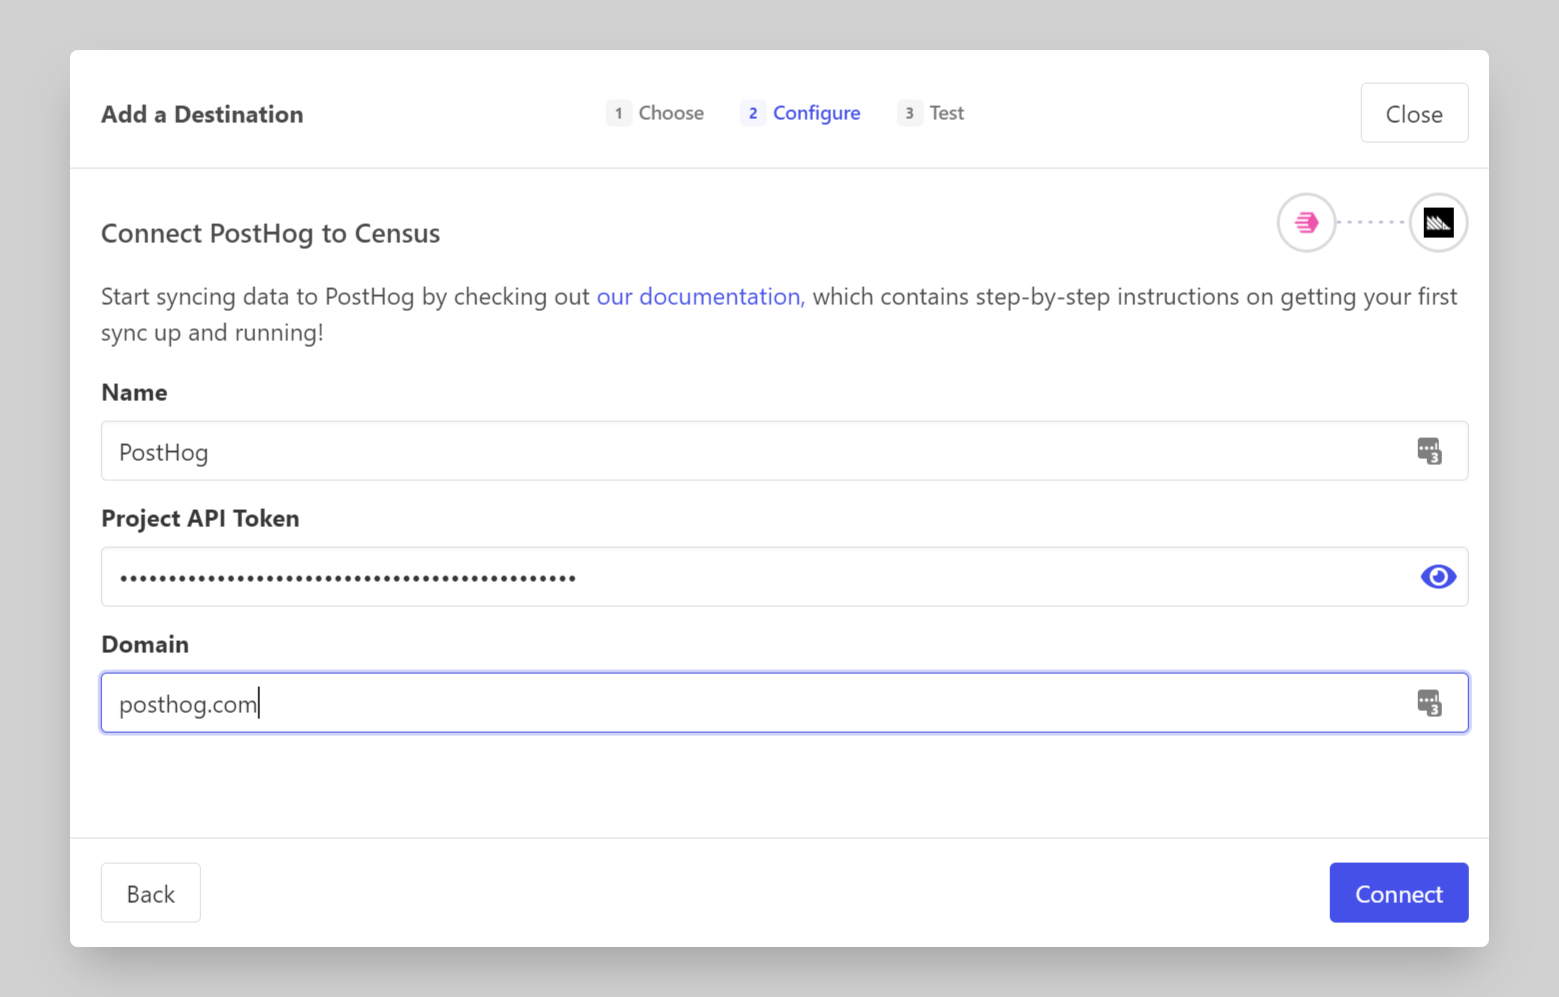 Add a Destination
1 Choose
2 Configure
3 Test
Close
Connect PostHog to Census
Start syncing data to PostHog by checking out our documentation, which contains step-by-step instructions on getting your first
sync up and running!
Name
PostHog
3
Project API Token
•••••••••••••••••••••••••••••••••••••••••••••••
Domain
posthog.com
3
Back
Connect